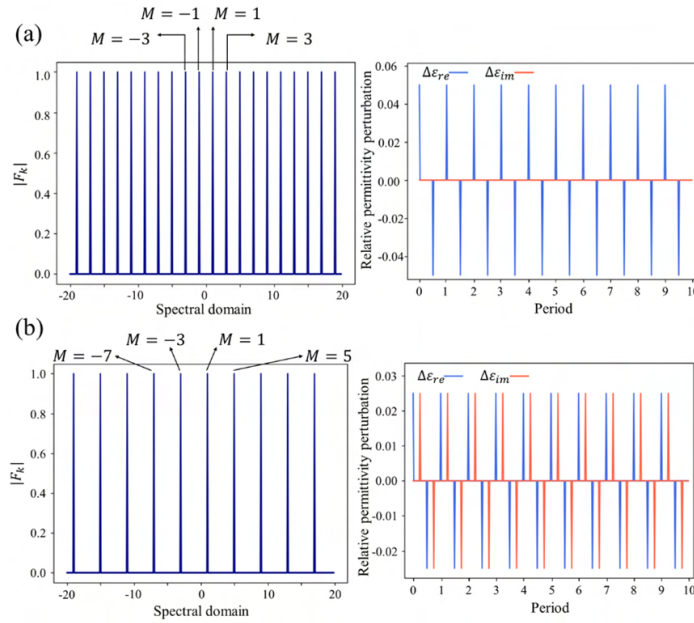 (a)
M = −1 M = 1
M = −3 M = 3
1.0
0.8
0.6
0.4
0.2
0.0
|F_k|
-20 -10 0 10 20
Spectral domain
Δε_re Δε_im
0.04
0.02
0.00
-0.02
-0.04
Relative permittivity perturbation
0 1 2 3 4 5 6 7 8 9 10
Period
(b)
M = −3 M = 1
M = −7 M = 5
1.0
0.8
0.6
0.4
0.2
0.0
|F_k|
-20 -10 0 10 20
Spectral domain
Δε_re Δε_im
0.03
0.02
0.01
0.00
-0.01
-0.02
Relative permittivity perturbation
0 1 2 3 4 5 6 7 8 9 10
Period